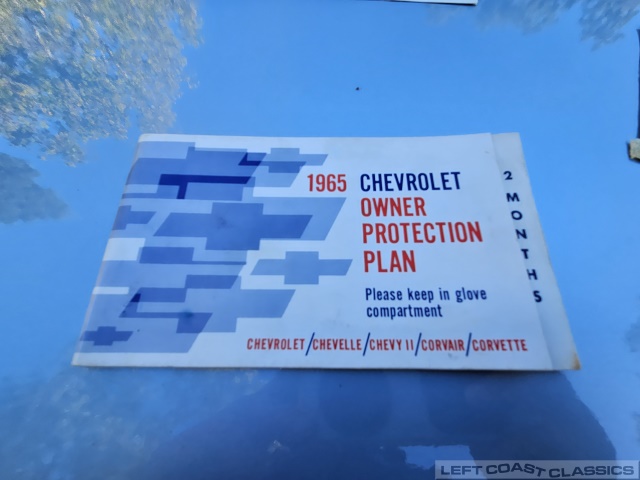 1965 CHEVROLET
OWNER
PROTECTION
PLAN
Please keep in glove
compartment
CHEVROLET/CHEVELLE/CHEVY II/CORVAIR/CORVETTE
2 MONTHS
LEFT COAST CLASSICS